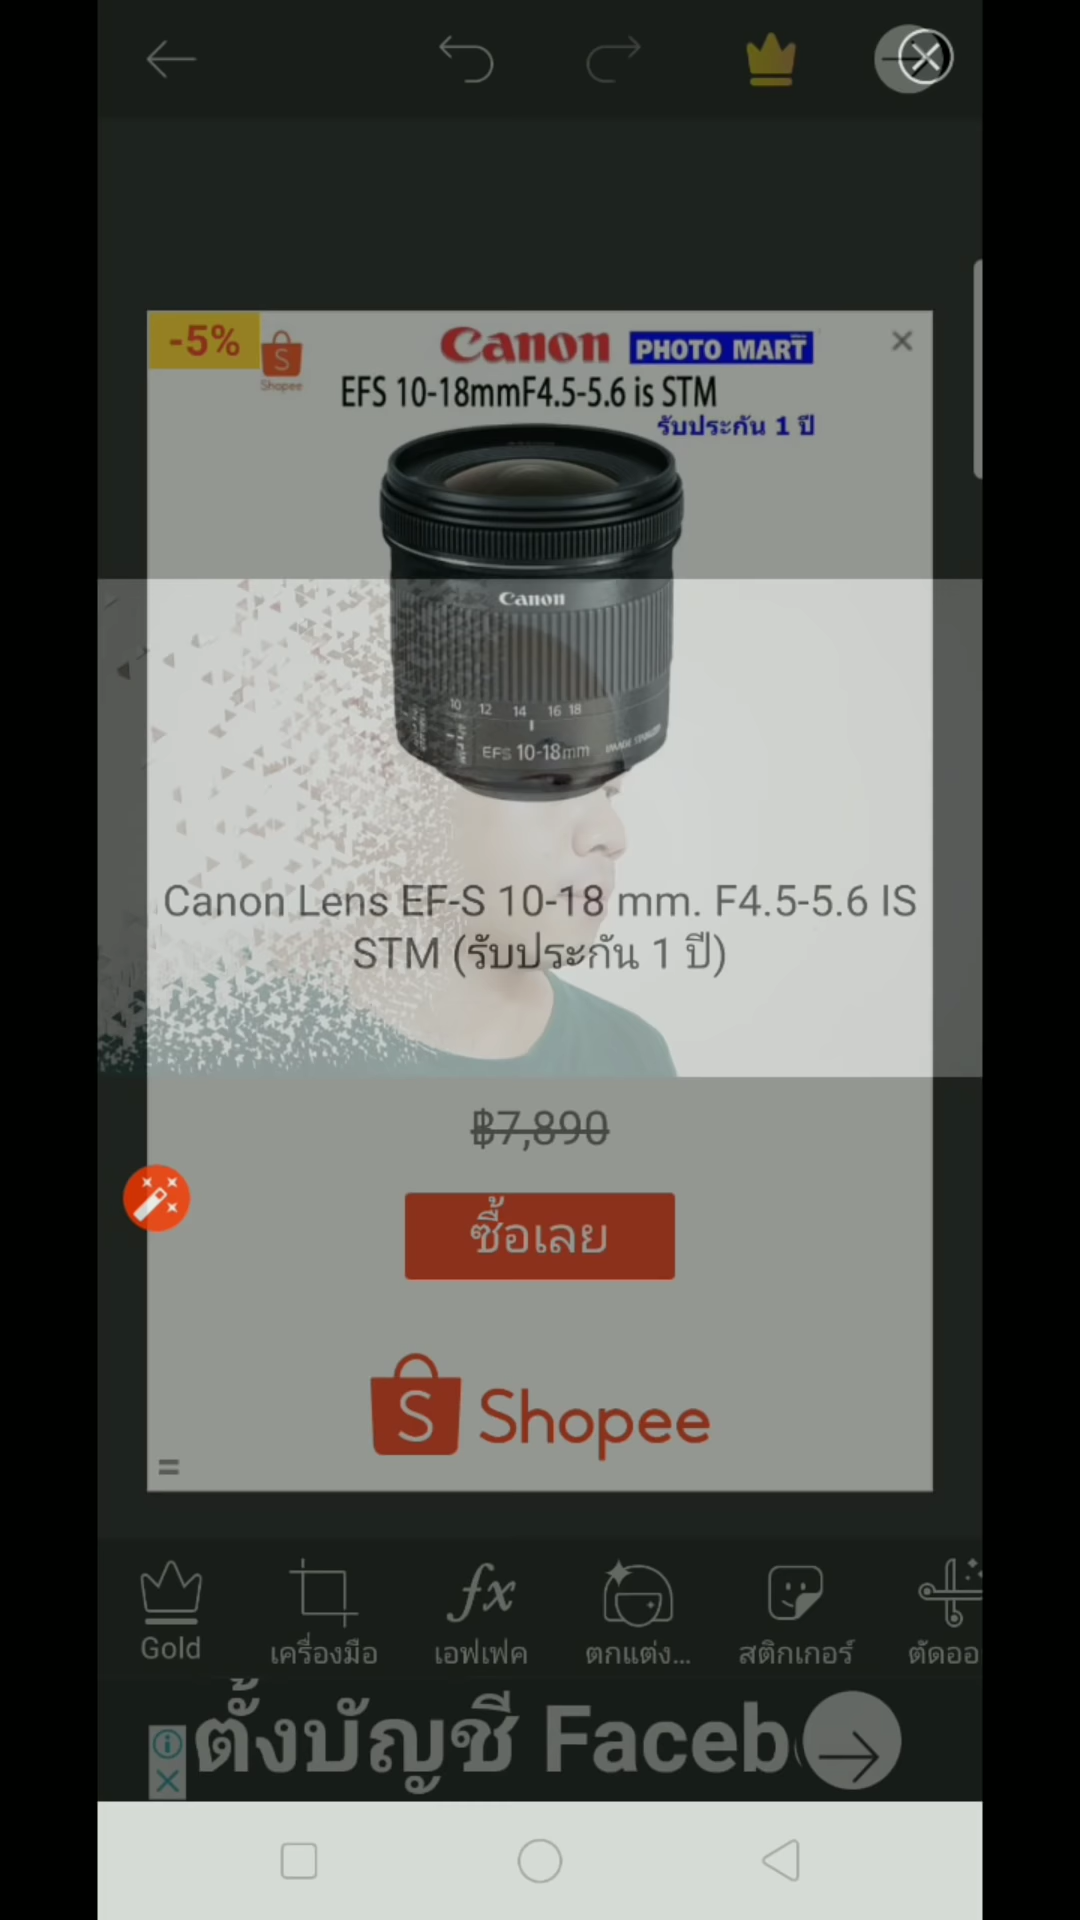 -5%
Shopee
Canon PHOTO MART
EFS 10-18mmF4.5-5.6 is STM
รับประกัน 1 ปี
Canon
10 12 14 16 18
EFS 10-18mm IMAGE STABILIZER
Canon Lens EF-S 10-18 mm. F4.5-5.6 IS
STM (รับประกัน 1 ปี)
฿7,890
ซื้อเลย
Shopee
Gold เครื่องมือ เอฟเฟค ตกแต่ง... สติกเกอร์ ตัดออ
ตั้งบัญชี Faceb